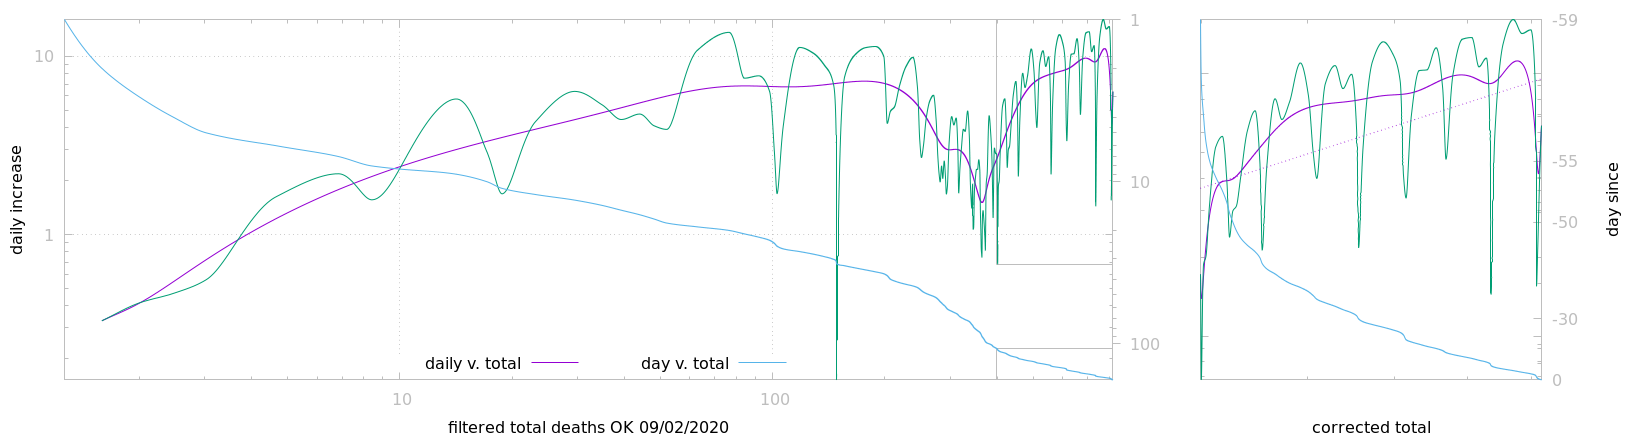 daily increase
10
1
1
10
100
daily v. total
day v. total
10
100
filtered total deaths OK 09/02/2020
-59
-55
-50
-30
0
day since
corrected total